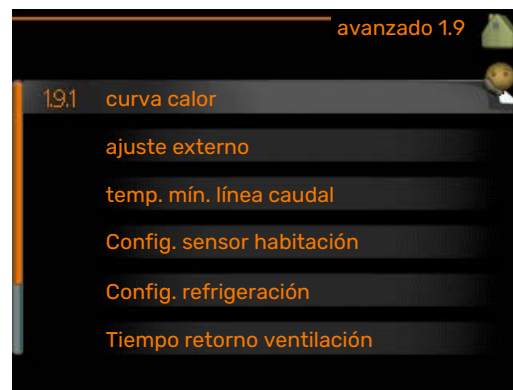 avanzado 1.9
1.9.1 curva calor
ajuste externo
temp. mín. línea caudal
Config. sensor habitación
Config. refrigeración
Tiempo retorno ventilación